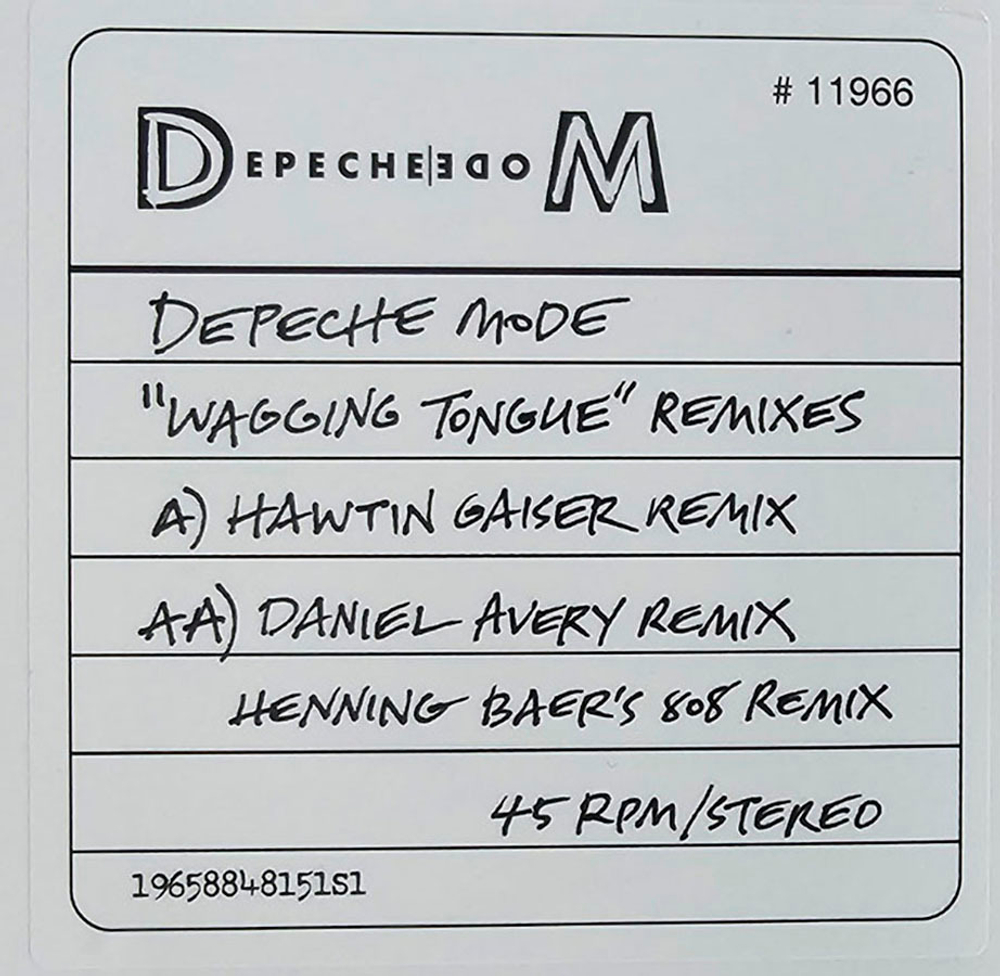 # 11966
DEPECHE|EDOM
DEPECHE MODE
"WAGGING TONGUE" REMIXES
A) HAWTIN GAISER REMIX
AA) DANIEL AVERY REMIX
HENNING BAER'S 808 REMIX
45 RPM/STEREO
19658848151S1